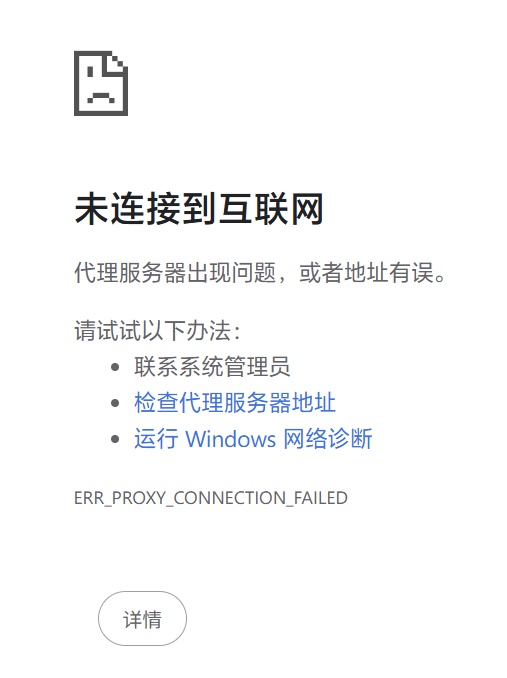 未连接到互联网
代理服务器出现问题，或者地址有误。
请试试以下办法：
联系系统管理员
检查代理服务器地址
运行 Windows 网络诊断
ERR_PROXY_CONNECTION_FAILED
详情